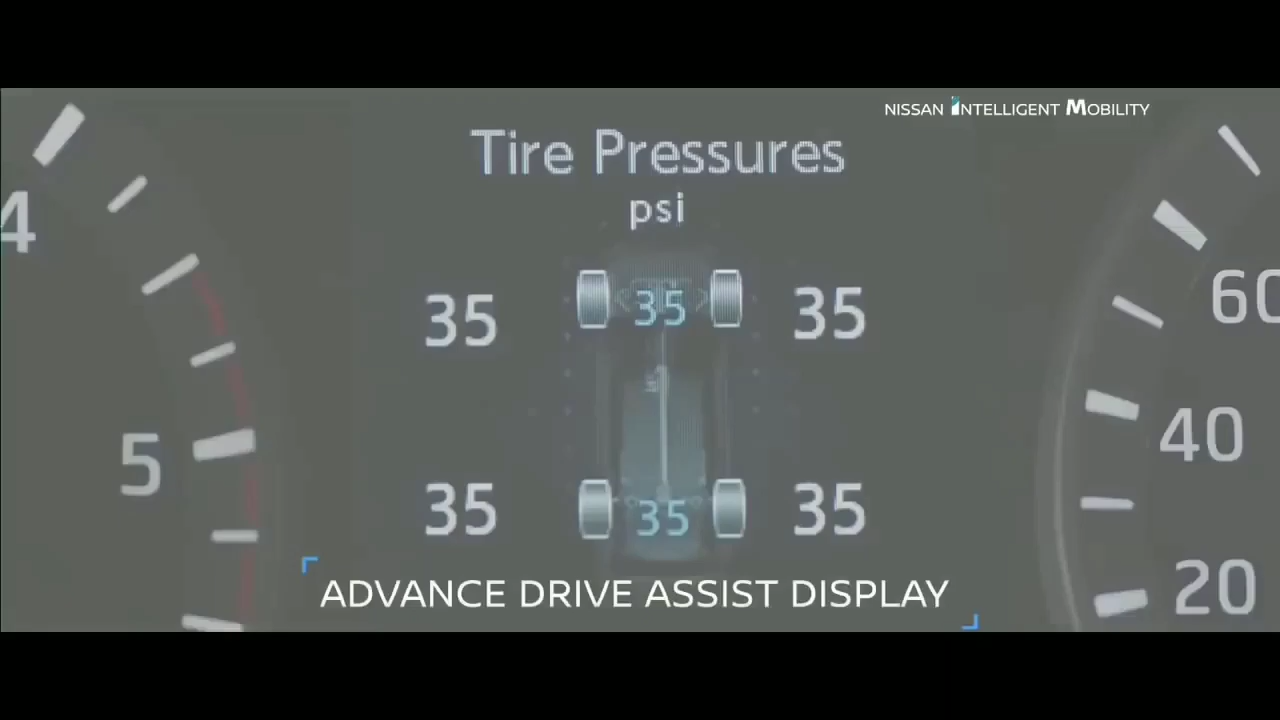 NISSAN INTELLIGENT MOBILITY
Tire Pressures
psi
4
60
35 35 35
40
5
35 35 35
20
ADVANCE DRIVE ASSIST DISPLAY